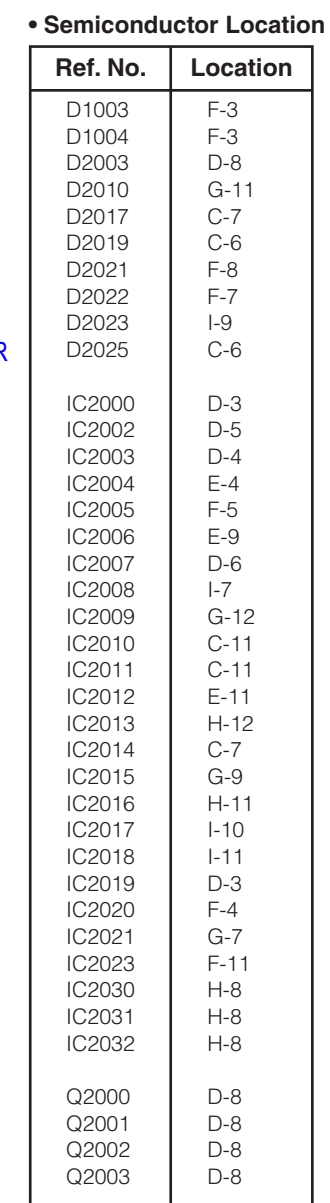 • Semiconductor Location
Ref. No. Location
D1003 F-3
D1004 F-3
D2003 D-8
D2010 G-11
D2017 C-7
D2019 C-6
D2021 F-8
D2022 F-7
D2023 I-9
R D2025 C-6
IC2000 D-3
IC2002 D-5
IC2003 D-4
IC2004 E-4
IC2005 F-5
IC2006 E-9
IC2007 D-6
IC2008 I-7
IC2009 G-12
IC2010 C-11
IC2011 C-11
IC2012 E-11
IC2013 H-12
IC2014 C-7
IC2015 G-9
IC2016 H-11
IC2017 I-10
IC2018 I-11
IC2019 D-3
IC2020 F-4
IC2021 G-7
IC2023 F-11
IC2030 H-8
IC2031 H-8
IC2032 H-8
Q2000 D-8
Q2001 D-8
Q2002 D-8
Q2003 D-8